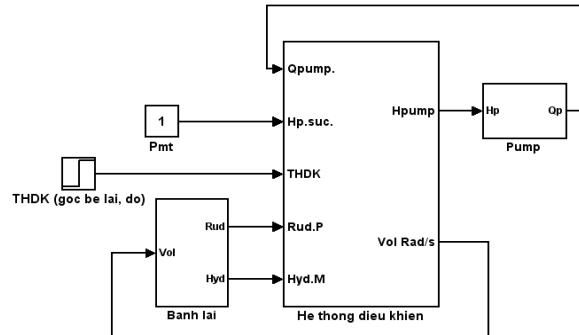 Qpump.
Hpump
Hp
Qp
1
Hp.suc.
Pmt
Pump
THDK
THDK (goc be lai, do)
Rud
Rud.P
Vol
Vol Rad/s
Hyd
Hyd.M
Banh lai
He thong dieu khien